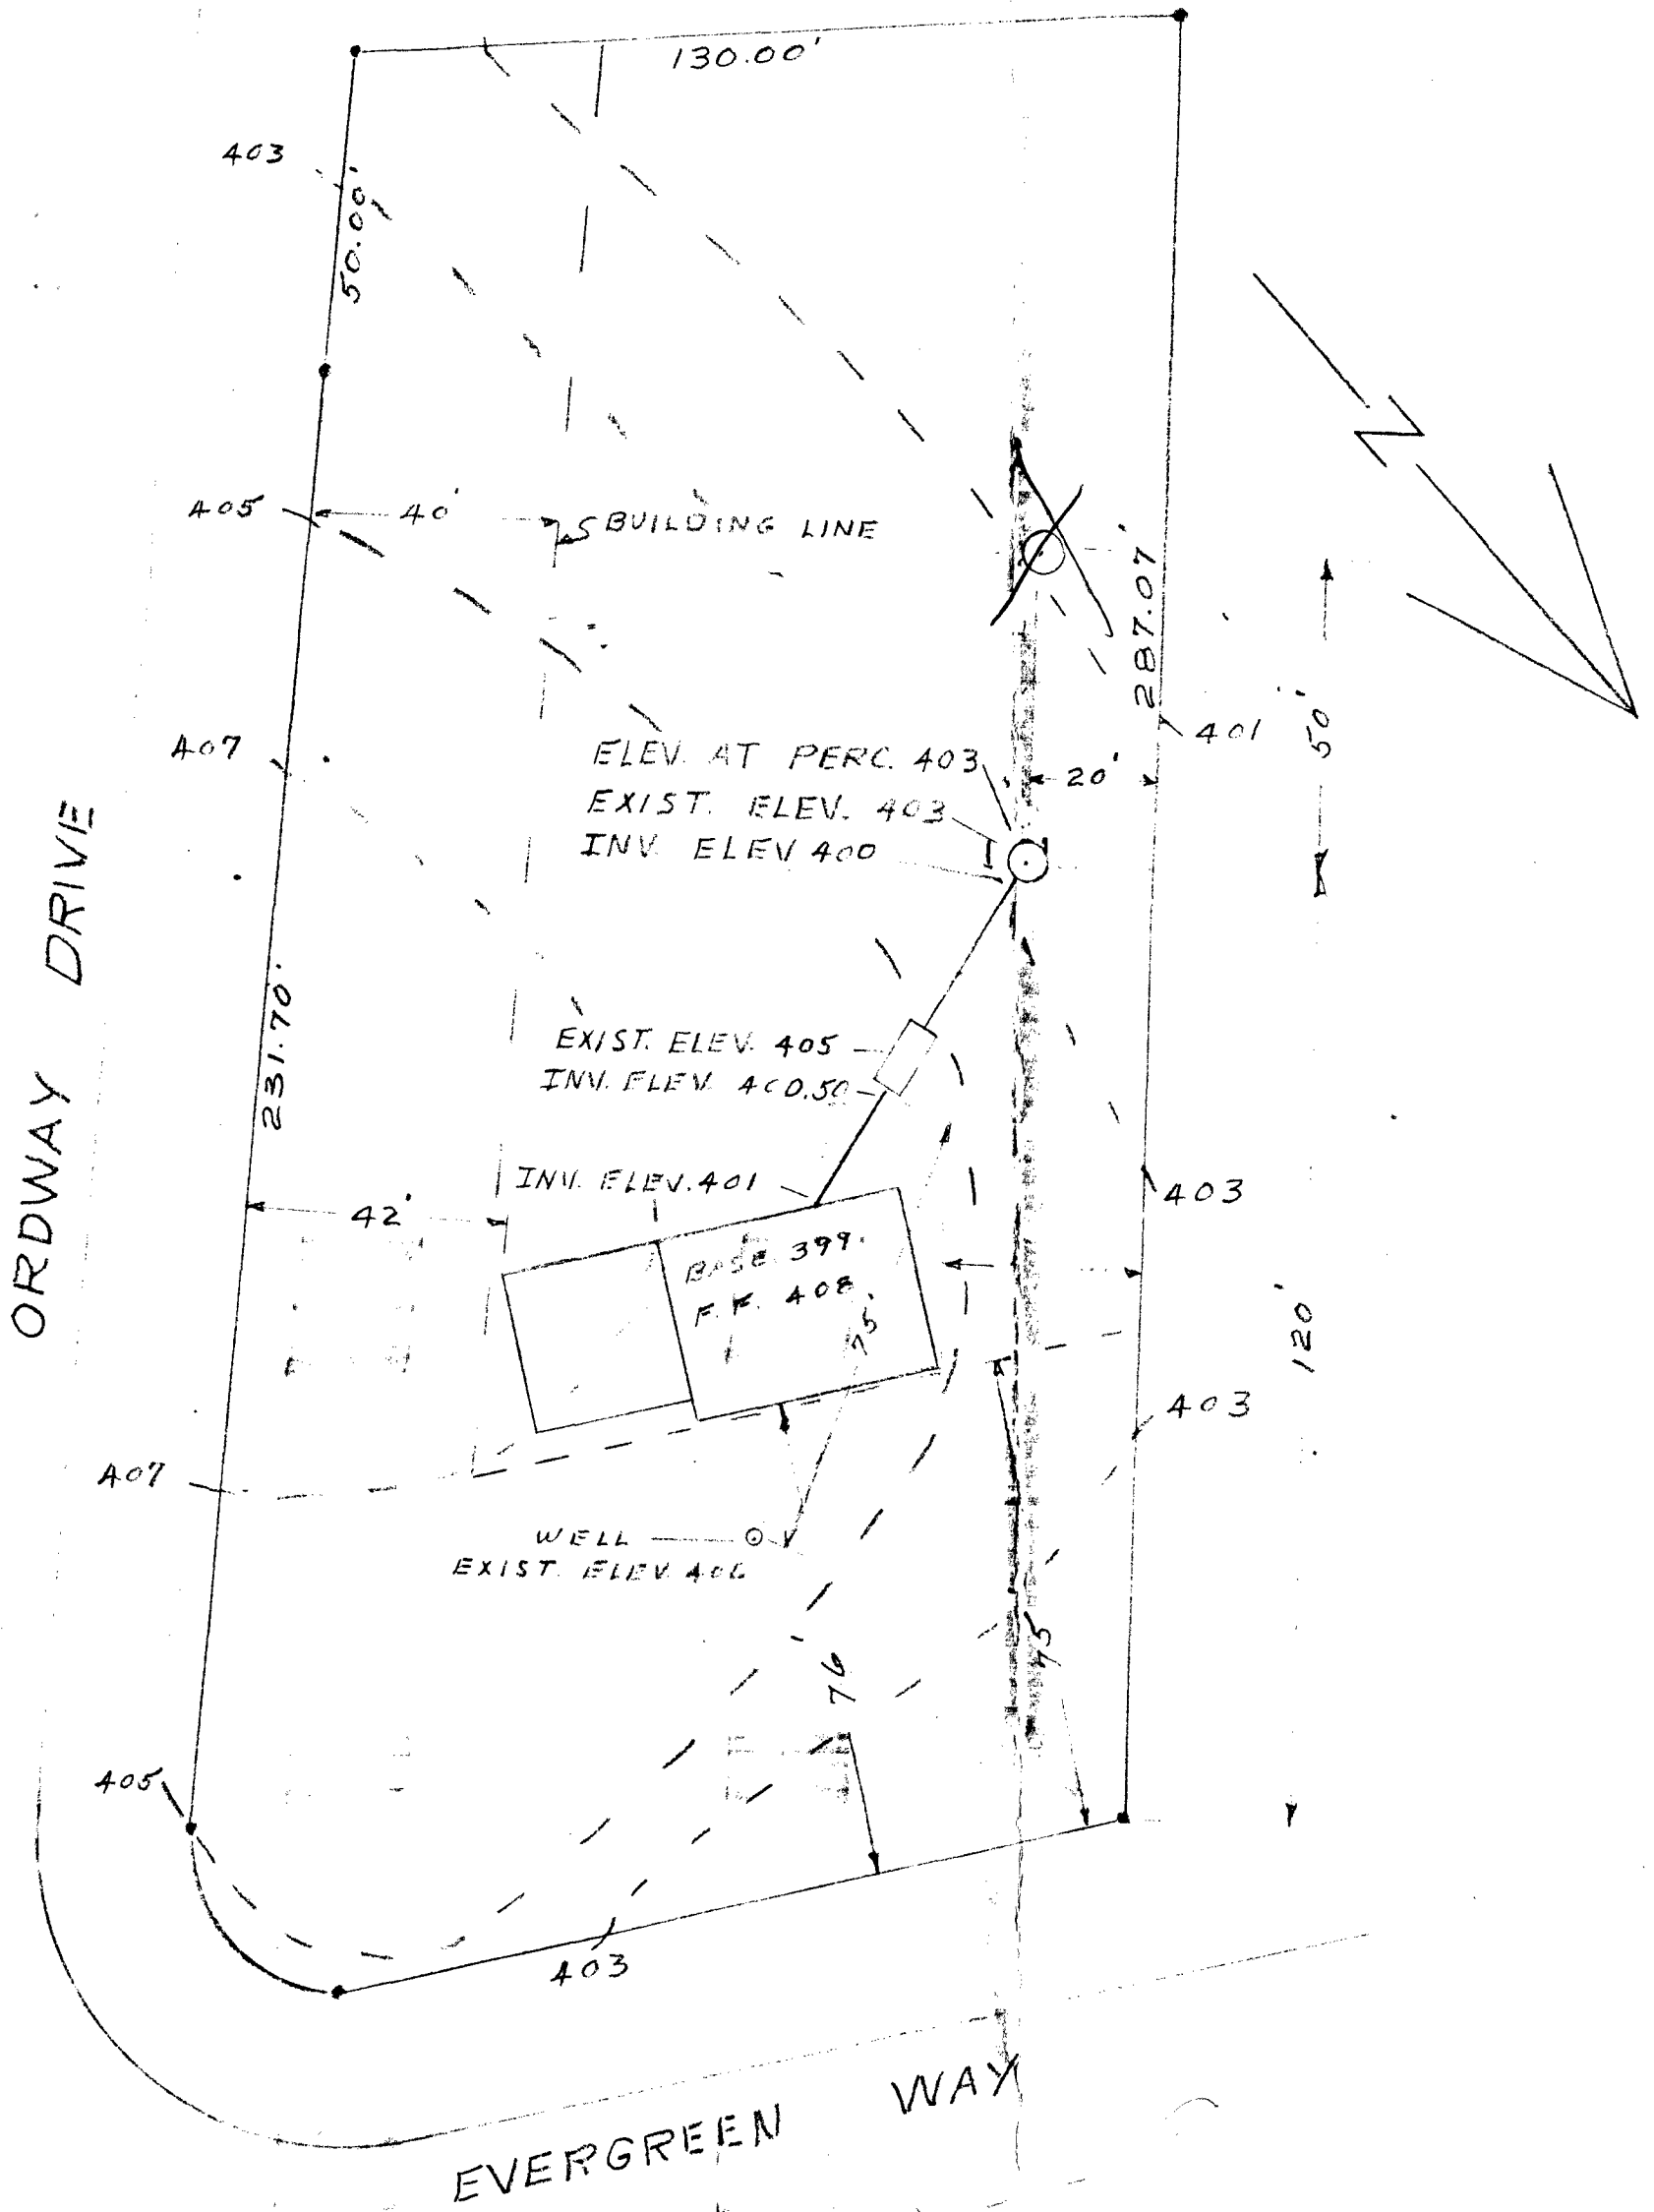 130.00'
403
50.00'
405
40'
BUILDING LINE
287.07'
N
407
ELEV. AT PERC. 403
EXIST. ELEV. 403
INV. ELEV 400
20'
401
50'
ORDWAY DRIVE
231.70'
EXIST. ELEV. 405
INV. ELEV. 400.50
INV. ELEV. 401
42'
403
BASE 399.
F.F. 408
75'
120'
403
407
WELL
EXIST. ELEV.
76'
405
403
EVERGREEN WAY